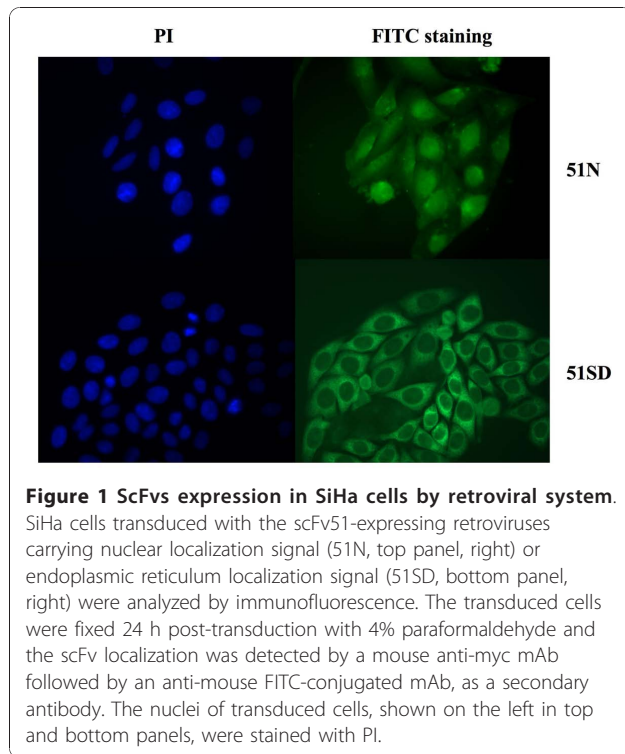 PI FITC staining
51N
51SD
Figure 1 ScFvs expression in SiHa cells by retroviral system.
SiHa cells transduced with the scFv51-expressing retroviruses
carrying nuclear localization signal (51N, top panel, right) or
endoplasmic reticulum localization signal (51SD, bottom panel,
right) were analyzed by immunofluorescence. The transduced cells
were fixed 24 h post-transduction with 4% paraformaldehyde and
the scFv localization was detected by a mouse anti-myc mAb
followed by an anti-mouse FITC-conjugated mAb, as a secondary
antibody. The nuclei of transduced cells, shown on the left in top
and bottom panels, were stained with PI.